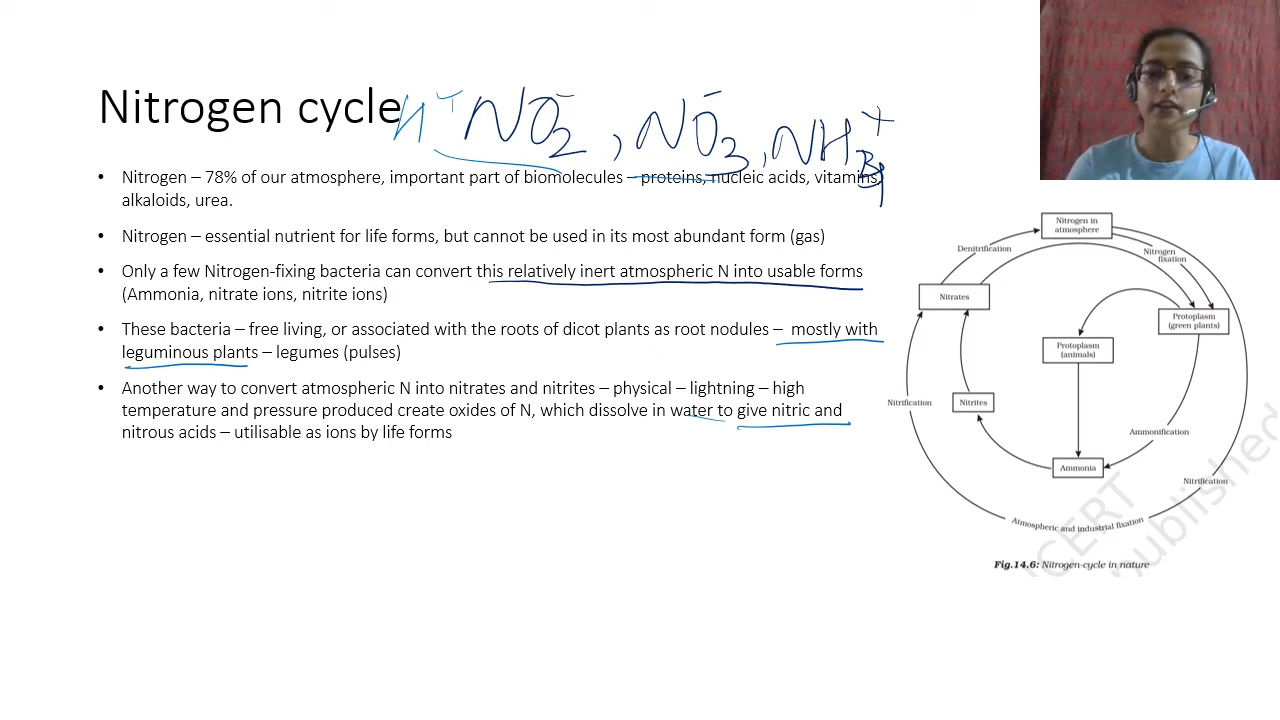 Nitrogen cycle
H⁺ NO₂⁻, NO₃⁻, NH₄⁺
• Nitrogen – 78% of our atmosphere, important part of biomolecules – proteins, nucleic acids, vitamins,
alkaloids, urea.
• Nitrogen – essential nutrient for life forms, but cannot be used in its most abundant form (gas)
• Only a few Nitrogen-fixing bacteria can convert this relatively inert atmospheric N into usable forms
(Ammonia, nitrate ions, nitrite ions)
• These bacteria – free living, or associated with the roots of dicot plants as root nodules – mostly with
leguminous plants – legumes (pulses)
• Another way to convert atmospheric N into nitrates and nitrites – physical – lightning – high
temperature and pressure produced create oxides of N, which dissolve in water to give nitric and
nitrous acids – utilisable as ions by life forms
Nitrogen in
atmosphere
Denitrification
Nitrogen
fixation
Nitrates
Protoplasm
(green plants)
Protoplasm
(animals)
Nitrification
Nitrites
Ammonification
Ammonia
Nitrification
Atmospheric and industrial fixation
Fig.14.6: Nitrogen-cycle in nature
published